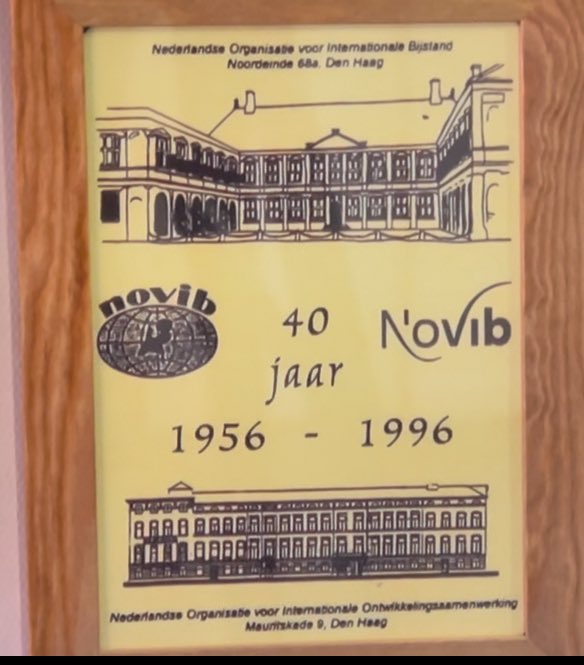 Nederlandse Organisatie voor Internationale Bijstand
Noordeinde 68a, Den Haag
novib
Novib
40
jaar
1956 - 1996
Nederlandse Organisatie voor Internationale Ontwikkelingssamenwerking
Mauritskade 9, Den Haag